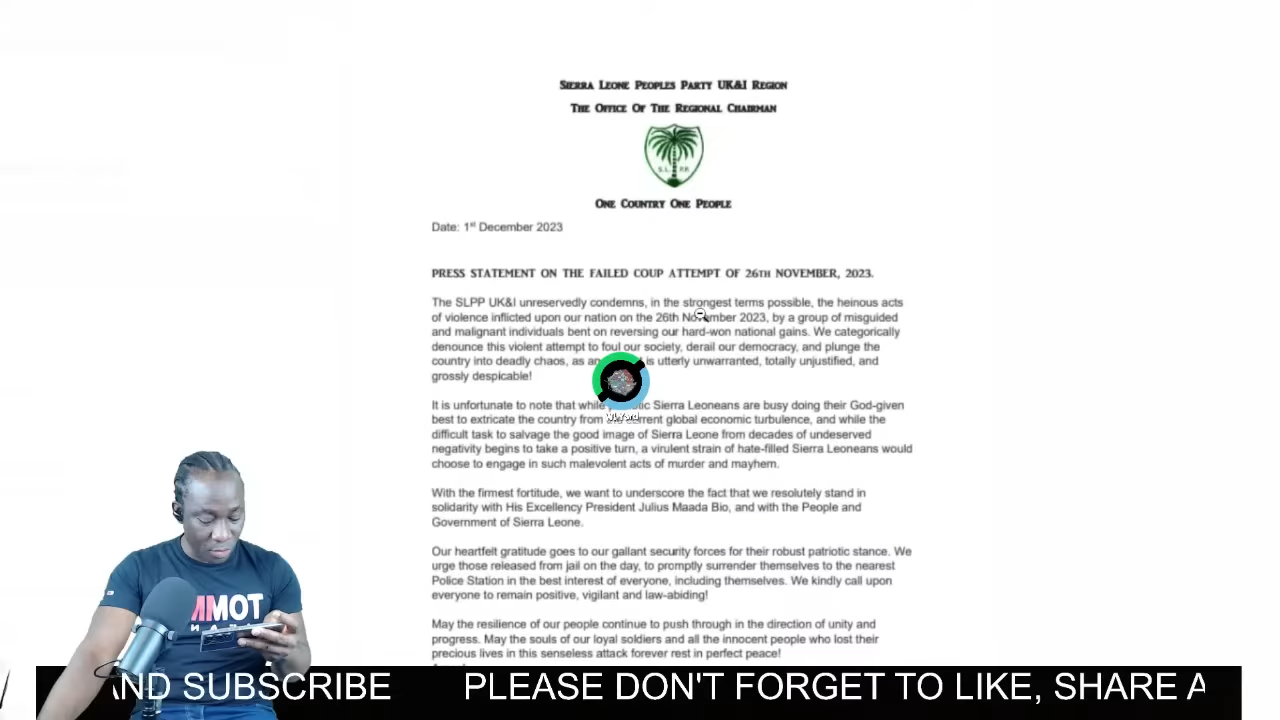 SIERRA LEONE PEOPLES PARTY UK&I REGION
THE OFFICE OF THE REGIONAL CHAIRMAN
S.L.P.P.
ONE COUNTRY ONE PEOPLE
Date: 1st December 2023
PRESS STATEMENT ON THE FAILED COUP ATTEMPT OF 26TH NOVEMBER, 2023.
The SLPP UK&I unreservedly condemns, in the strongest terms possible, the heinous acts
of violence inflicted upon our nation on the 26th November 2023, by a group of misguided
and malignant individuals bent on reversing our hard-won national gains. We categorically
denounce this violent attempt to foul our society, derail our democracy, and plunge the
country into deadly chaos, as is utterly unwarranted, totally unjustified, and
grossly despicable!
It is unfortunate to note that while Sierra Leoneans are busy doing their God-given
best to extricate the country from current global economic turbulence, and while the
difficult task to salvage the good image of Sierra Leone from decades of undeserved
negativity begins to take a positive turn, a virulent strain of hate-filled Sierra Leoneans would
choose to engage in such malevolent acts of murder and mayhem.
With the firmest fortitude, we want to underscore the fact that we resolutely stand in
solidarity with His Excellency President Julius Maada Bio, and with the People and
Government of Sierra Leone.
Our heartfelt gratitude goes to our gallant security forces for their robust patriotic stance. We
urge those released from jail on the day, to promptly surrender themselves to the nearest
Police Station in the best interest of everyone, including themselves. We kindly call upon
everyone to remain positive, vigilant and law-abiding!
May the resilience of our people continue to push through in the direction of unity and
progress. May the souls of our loyal soldiers and all the innocent people who lost their
precious lives in this senseless attack forever rest in perfect peace!
AND SUBSCRIBE PLEASE DON'T FORGET TO LIKE, SHARE A